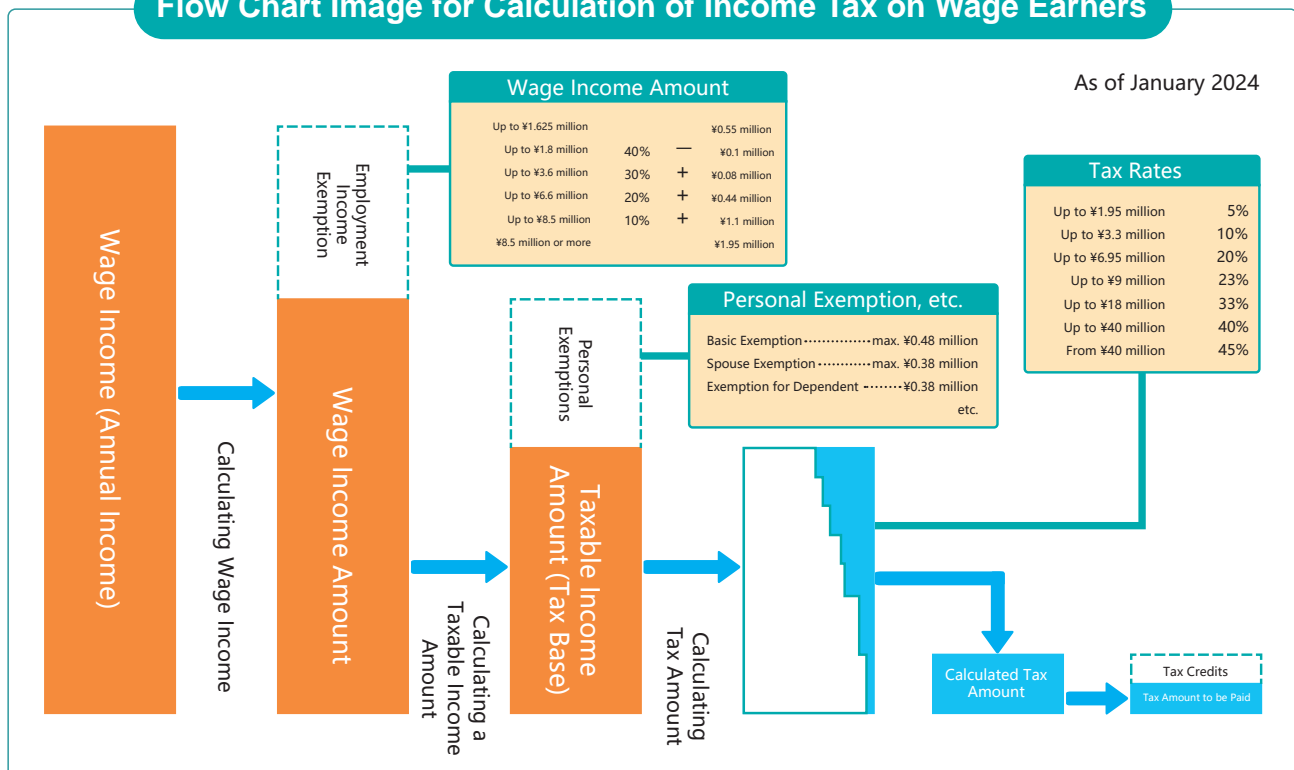 Flow Chart Image for Calculation of Income Tax on Wage Earners
As of January 2024
Wage Income (Annual Income)
Calculating Wage Income
Employment
Income
Exemption
Wage Income Amount
Wage Income Amount
Up to ¥1.625 million ¥0.55 million
Up to ¥1.8 million 40% — ¥0.1 million
Up to ¥3.6 million 30% + ¥0.08 million
Up to ¥6.6 million 20% + ¥0.44 million
Up to ¥8.5 million 10% + ¥1.1 million
¥8.5 million or more ¥1.95 million
Calculating a
Taxable Income
Amount
Personal
Exemptions
Taxable Income
Amount (Tax Base)
Personal Exemption, etc.
Basic Exemption ·············· max. ¥0.48 million
Spouse Exemption ··········· max. ¥0.38 million
Exemption for Dependent ········ ¥0.38 million
etc.
Calculating
Tax Amount
Tax Rates
Up to ¥1.95 million 5%
Up to ¥3.3 million 10%
Up to ¥6.95 million 20%
Up to ¥9 million 23%
Up to ¥18 million 33%
Up to ¥40 million 40%
From ¥40 million 45%
Calculated Tax
Amount
Tax Credits
Tax Amount to be Paid